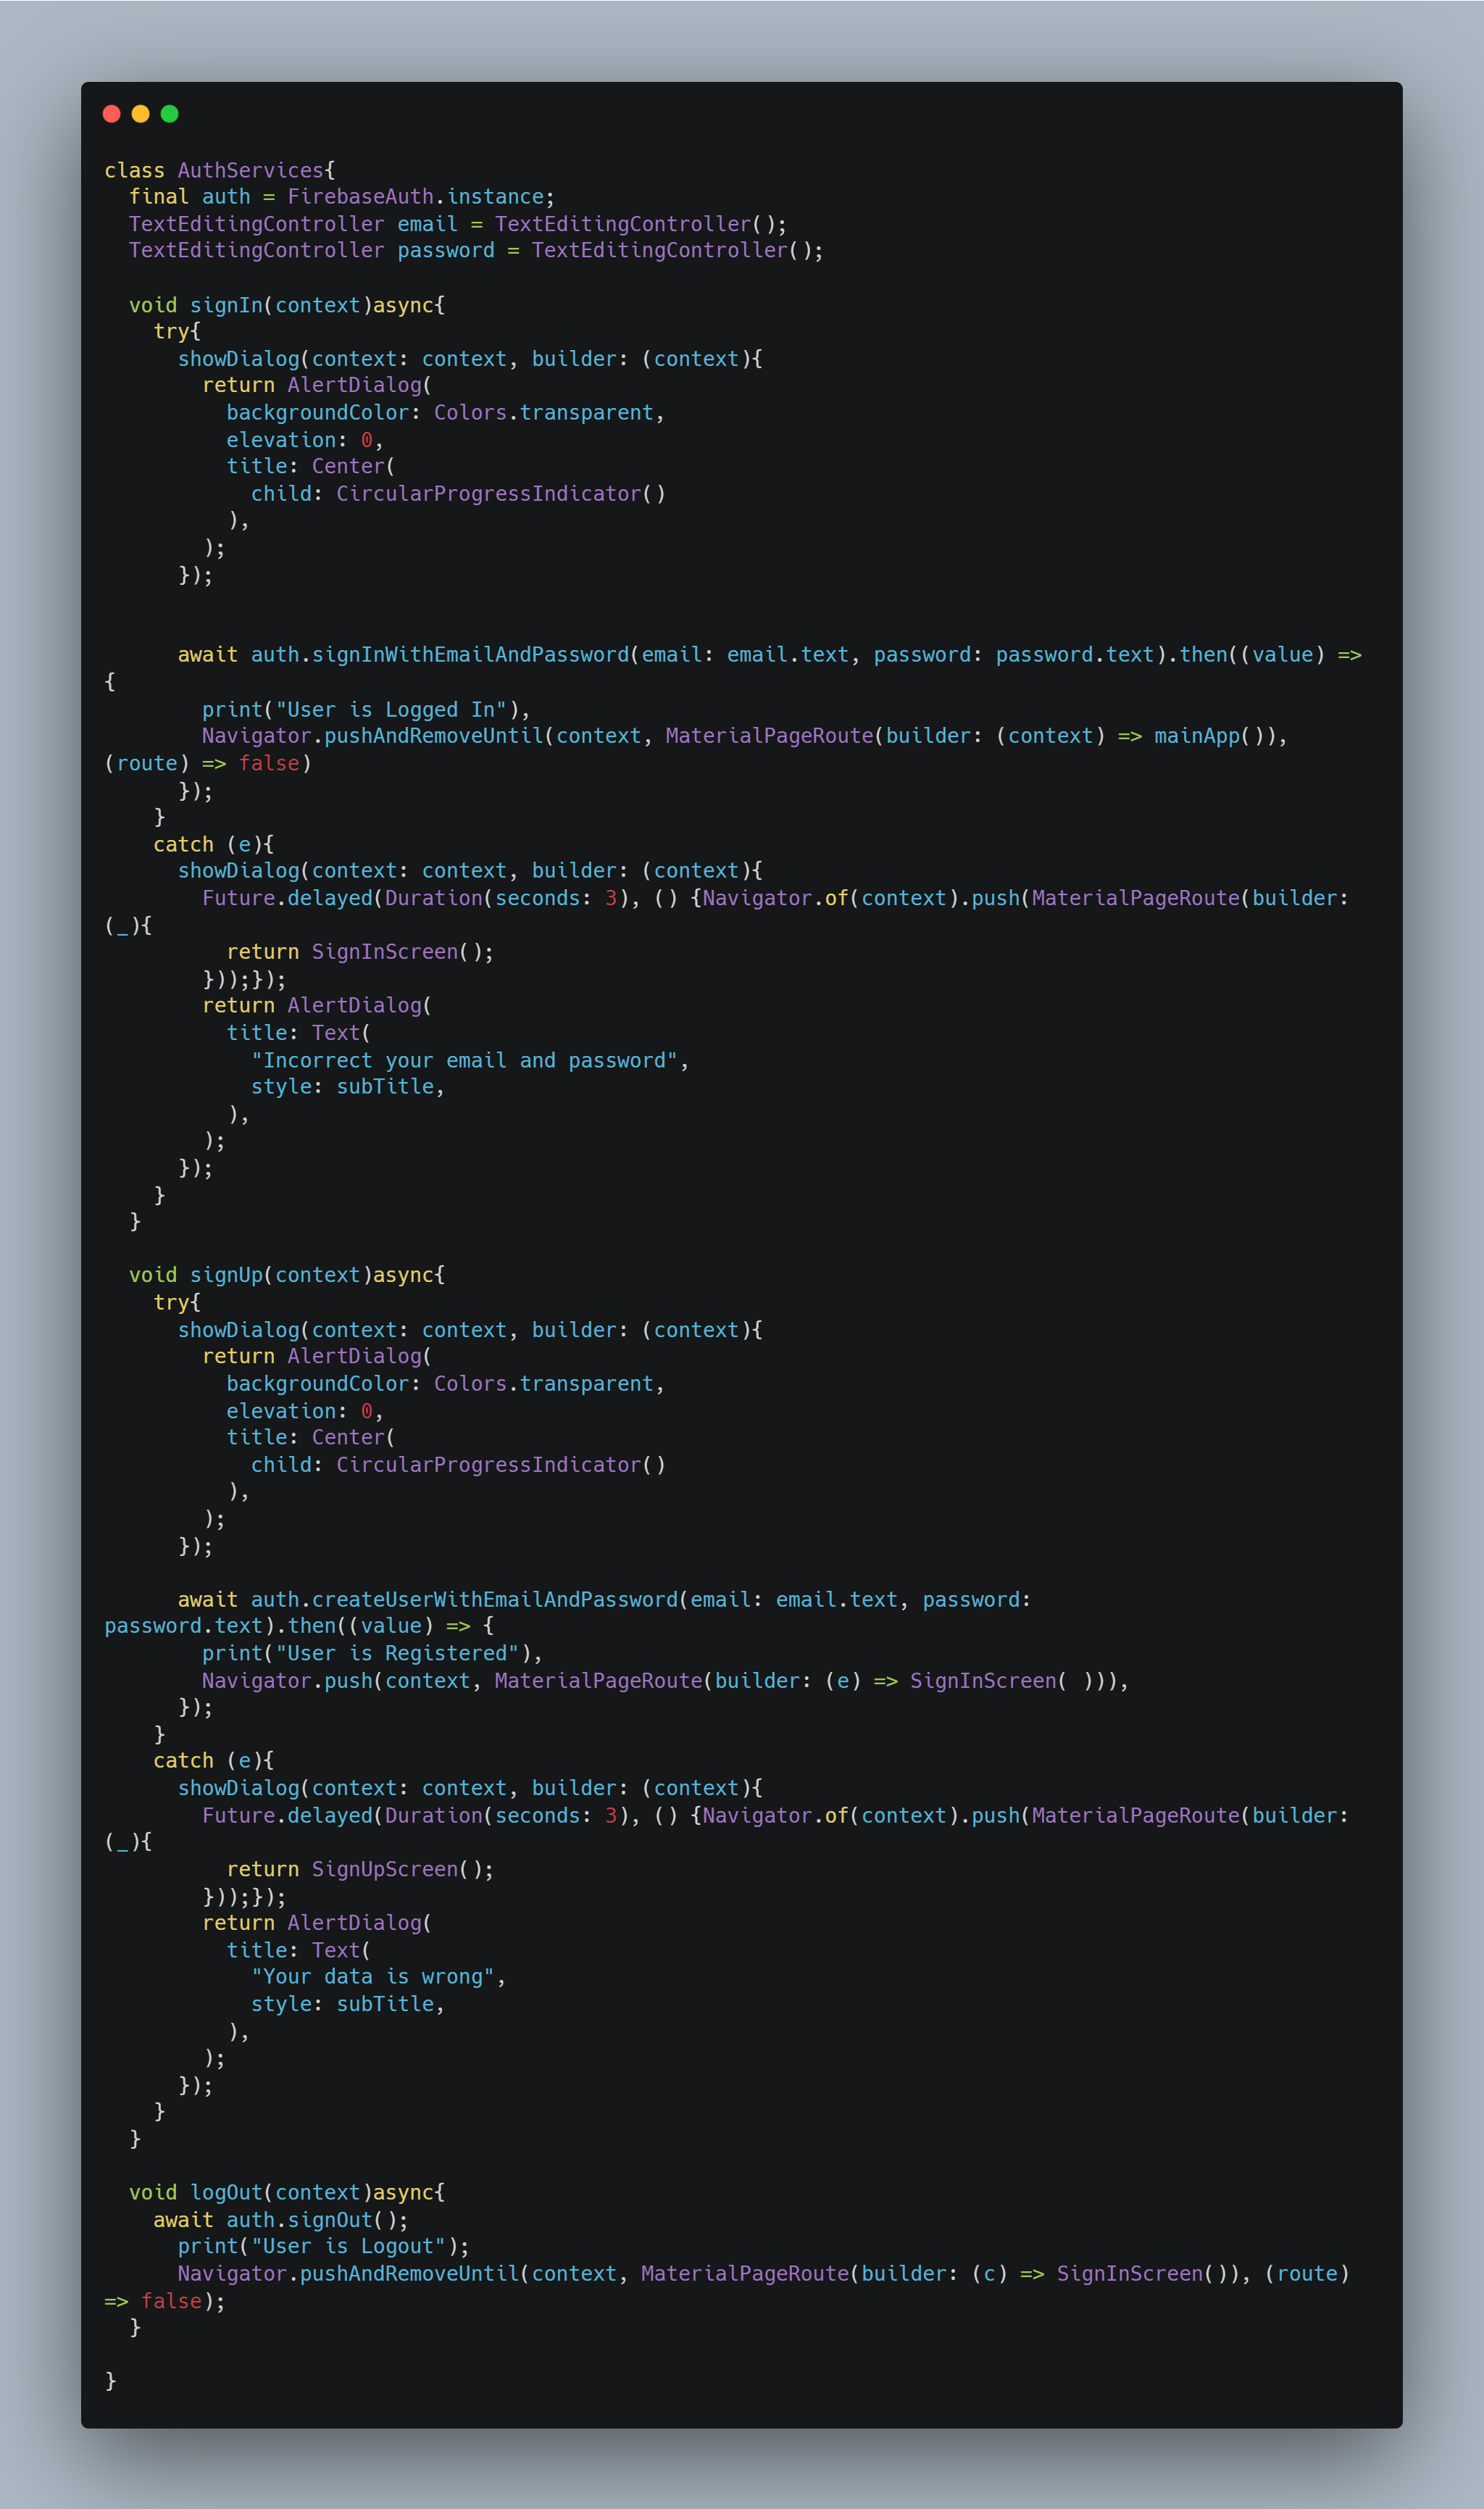 class AuthServices{
  final auth = FirebaseAuth.instance;
  TextEditingController email = TextEditingController();
  TextEditingController password = TextEditingController();

  void signIn(context)async{
    try{
      showDialog(context: context, builder: (context){
        return AlertDialog(
          backgroundColor: Colors.transparent,
          elevation: 0,
          title: Center(
            child: CircularProgressIndicator()
          ),
        );
      });


      await auth.signInWithEmailAndPassword(email: email.text, password: password.text).then((value) =>
{
        print("User is Logged In"),
        Navigator.pushAndRemoveUntil(context, MaterialPageRoute(builder: (context) => mainApp()),
(route) => false)
      });
    }
    catch (e){
      showDialog(context: context, builder: (context){
        Future.delayed(Duration(seconds: 3), () {Navigator.of(context).push(MaterialPageRoute(builder:
(_){
          return SignInScreen();
        }));});
        return AlertDialog(
          title: Text(
            "Incorrect your email and password",
            style: subTitle,
          ),
        );
      });
    }
  }

  void signUp(context)async{
    try{
      showDialog(context: context, builder: (context){
        return AlertDialog(
          backgroundColor: Colors.transparent,
          elevation: 0,
          title: Center(
            child: CircularProgressIndicator()
          ),
        );
      });

      await auth.createUserWithEmailAndPassword(email: email.text, password:
password.text).then((value) => {
        print("User is Registered"),
        Navigator.push(context, MaterialPageRoute(builder: (e) => SignInScreen( ))),
      });
    }
    catch (e){
      showDialog(context: context, builder: (context){
        Future.delayed(Duration(seconds: 3), () {Navigator.of(context).push(MaterialPageRoute(builder:
(_){
          return SignUpScreen();
        }));});
        return AlertDialog(
          title: Text(
            "Your data is wrong",
            style: subTitle,
          ),
        );
      });
    }
  }

  void logOut(context)async{
    await auth.signOut();
      print("User is Logout");
      Navigator.pushAndRemoveUntil(context, MaterialPageRoute(builder: (c) => SignInScreen()), (route)
=> false);
  }

}